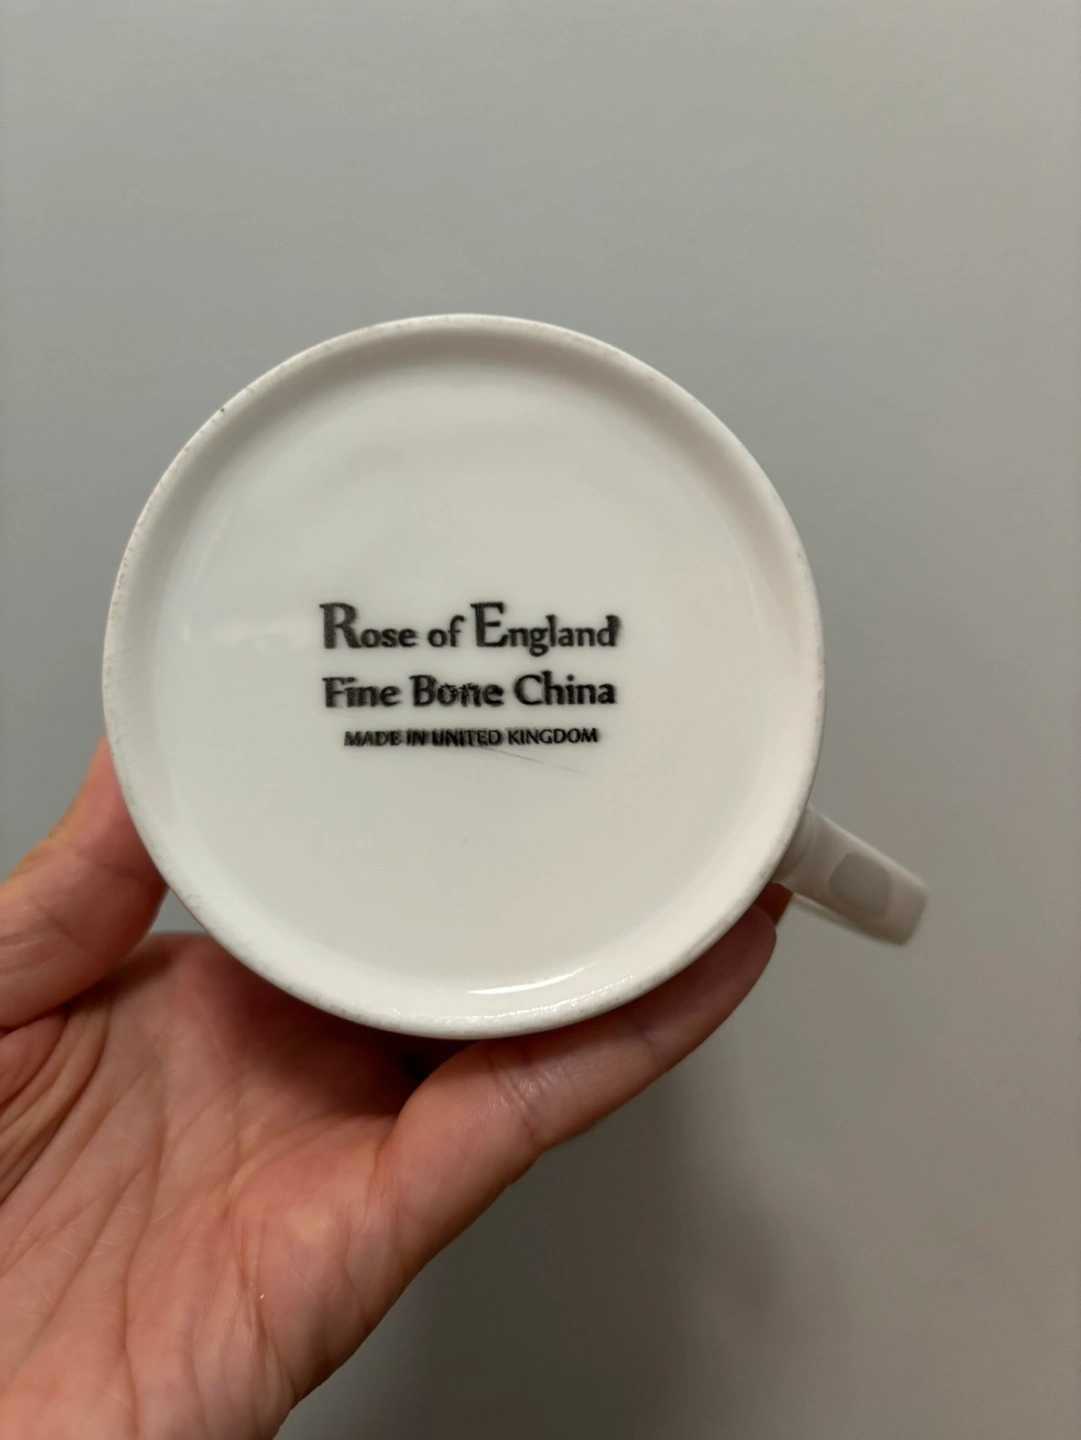 Rose of England
Fine Bone China
MADE IN UNITED KINGDOM